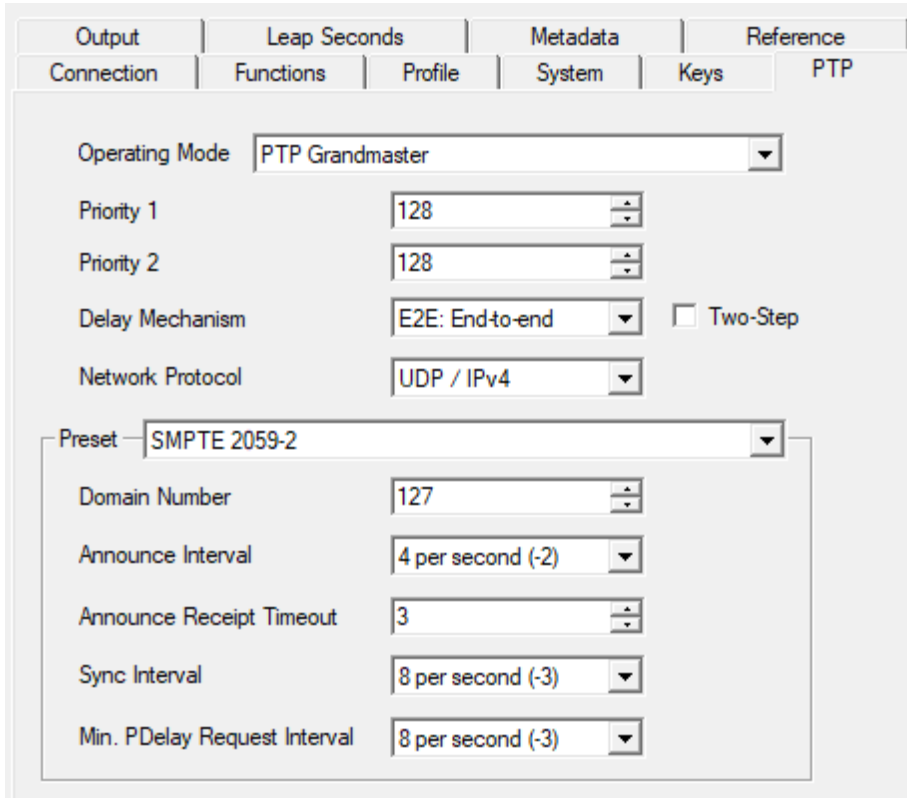 Output Leap Seconds Metadata Reference
Connection Functions Profile System Keys PTP
Operating Mode PTP Grandmaster
Priority 1 128
Priority 2 128
Delay Mechanism E2E: End-to-end Two-Step
Network Protocol UDP / IPv4
Preset SMPTE 2059-2
Domain Number 127
Announce Interval 4 per second (-2)
Announce Receipt Timeout 3
Sync Interval 8 per second (-3)
Min. PDelay Request Interval 8 per second (-3)